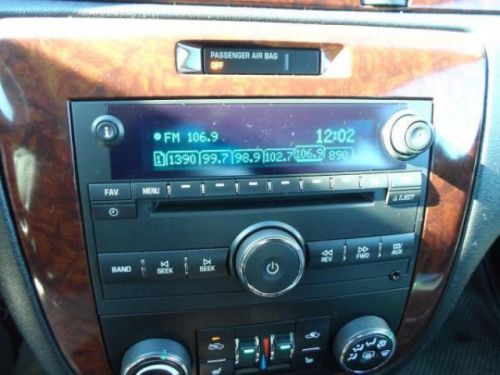 PASSENGER AIR BAG
OFF
FM 106.9 12:02
1 1390 99.7 98.9 102.7 106.9 890
FAV MENU EJECT
BAND SEEK SEEK REV FWD CD/AUX